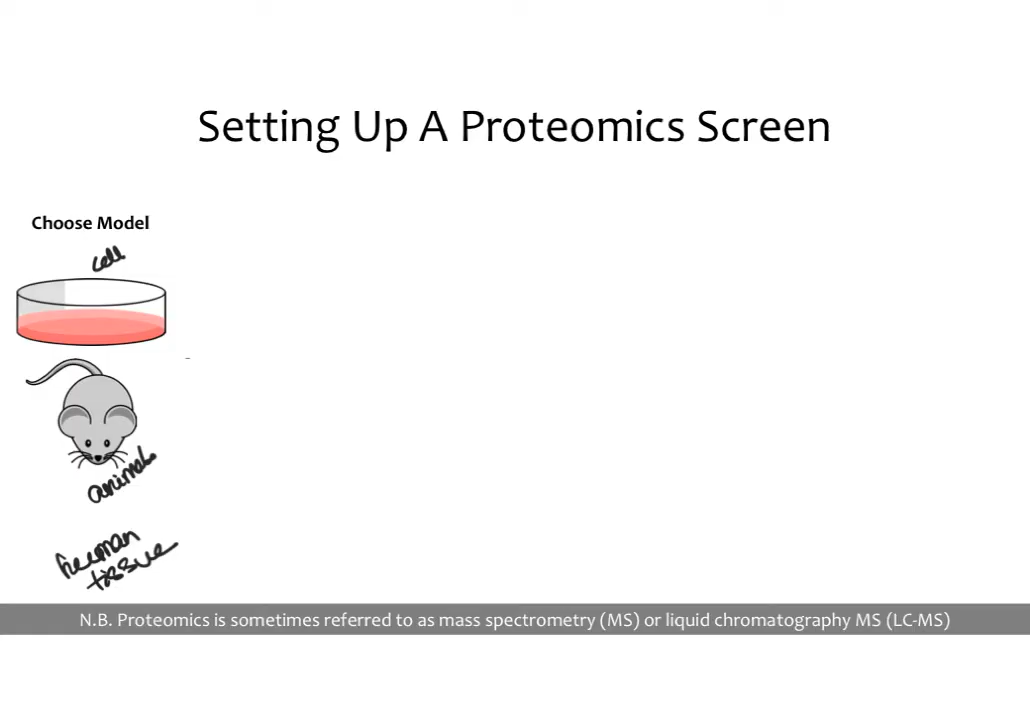 Setting Up A Proteomics Screen
Choose Model
cell
animal
human
tissue
N.B. Proteomics is sometimes referred to as mass spectrometry (MS) or liquid chromatography MS (LC-MS)